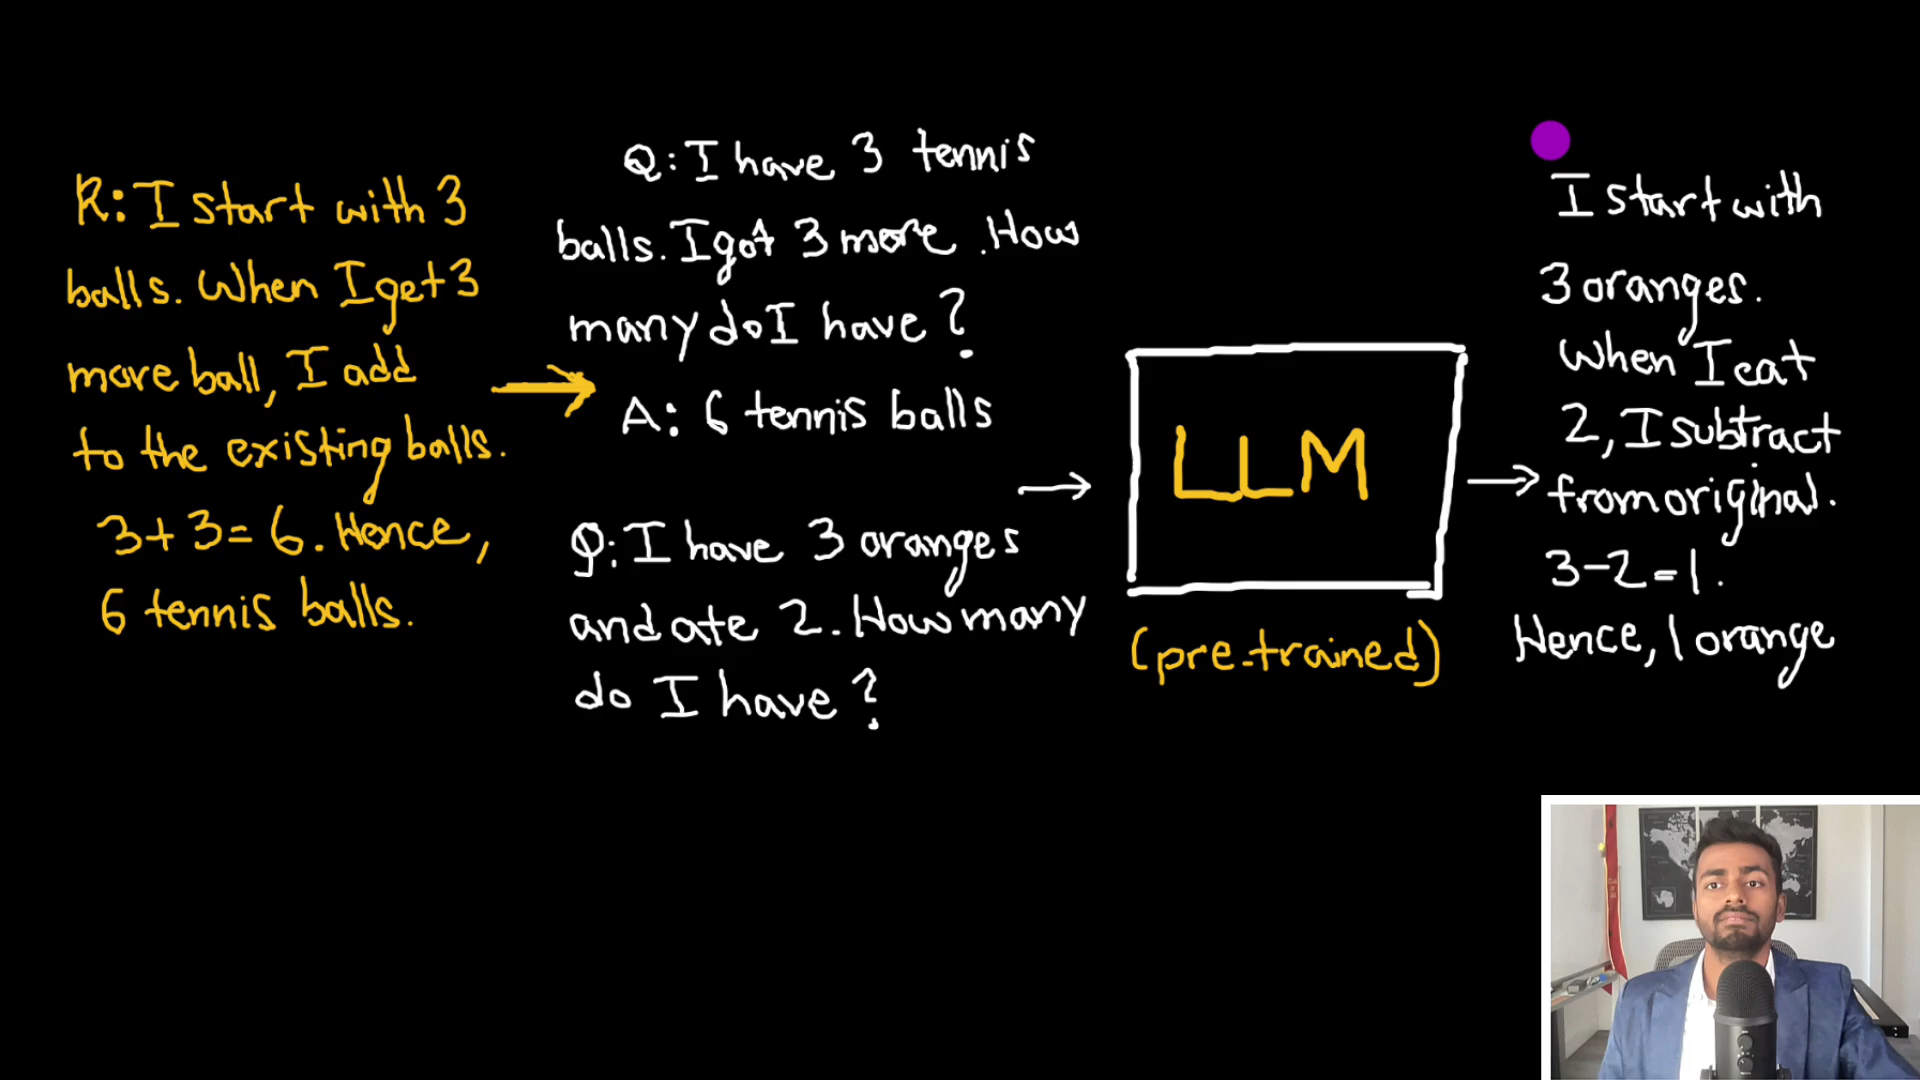 R: I start with 3
balls. When I get 3
more ball, I add
to the existing balls.
3+3=6. Hence,
6 tennis balls.
Q: I have 3 tennis
balls. I got 3 more. How
many do I have?
A: 6 tennis balls
Q: I have 3 oranges
and ate 2. How many
do I have?
LLM
(pre-trained)
I start with
3 oranges.
When I eat
2, I subtract
from original.
3-2=1.
Hence, 1 orange